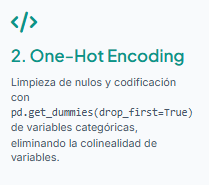 </>
2. One-Hot Encoding
Limpieza de nulos y codificación
con
pd.get_dummies(drop_first=True)
de variables categóricas,
eliminando la colinealidad de
variables.